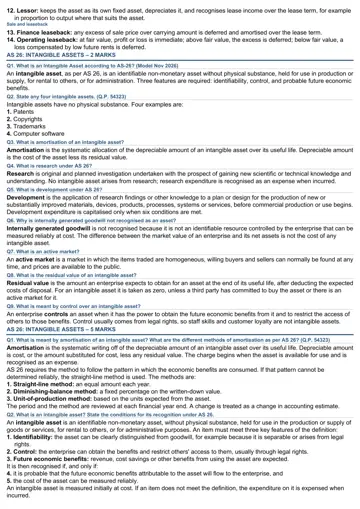 12. Lessor: keeps the asset as its own fixed asset, depreciates it, and recognises lease income over the lease term, for example
in proportion to output where that suits the asset.
Sale and leaseback
13. Finance leaseback: any excess of sale price over carrying amount is deferred and amortised over the lease term.
14. Operating leaseback: at fair value, profit or loss is immediate; above fair value, the excess is deferred; below fair value, a
loss compensated by low future rents is deferred.
AS 26: INTANGIBLE ASSETS – 2 MARKS
Q1. What is an Intangible Asset according to AS-26? (Model Nov 2026)
An intangible asset, as per AS 26, is an identifiable non-monetary asset without physical substance, held for use in production or
supply, for rental to others, or for administration. Three features are required: identifiability, control, and probable future economic
benefits.
Q2. State any four intangible assets. (Q.P. 54323)
Intangible assets have no physical substance. Four examples are:
1. Patents
2. Copyrights
3. Trademarks
4. Computer software
Q3. What is amortisation of an intangible asset?
Amortisation is the systematic allocation of the depreciable amount of an intangible asset over its useful life. Depreciable amount
is the cost of the asset less its residual value.
Q4. What is research under AS 26?
Research is original and planned investigation undertaken with the prospect of gaining new scientific or technical knowledge and
understanding. No intangible asset arises from research; research expenditure is recognised as an expense when incurred.
Q5. What is development under AS 26?
Development is the application of research findings or other knowledge to a plan or design for the production of new or
substantially improved materials, devices, products, processes, systems or services, before commercial production or use begins.
Development expenditure is capitalised only when six conditions are met.
Q6. Why is internally generated goodwill not recognised as an asset?
Internally generated goodwill is not recognised because it is not an identifiable resource controlled by the enterprise that can be
measured reliably at cost. The difference between the market value of an enterprise and its net assets is not the cost of any
intangible asset.
Q7. What is an active market?
An active market is a market in which the items traded are homogeneous, willing buyers and sellers can normally be found at any
time, and prices are available to the public.
Q8. What is the residual value of an intangible asset?
Residual value is the amount an enterprise expects to obtain for an asset at the end of its useful life, after deducting the expected
costs of disposal. For an intangible asset it is taken as zero, unless a third party has committed to buy the asset or there is an
active market for it.
Q9. What is meant by control over an intangible asset?
An enterprise controls an asset when it has the power to obtain the future economic benefits from it and to restrict the access of
others to those benefits. Control usually comes from legal rights, so staff skills and customer loyalty are not intangible assets.
AS 26: INTANGIBLE ASSETS – 5 MARKS
Q1. What is meant by amortisation of an intangible asset? What are the different methods of amortisation as per AS 26? (Q.P. 54323)
Amortisation is the systematic writing off of the depreciable amount of an intangible asset over its useful life. Depreciable amount
is cost, or the amount substituted for cost, less any residual value. The charge begins when the asset is available for use and is
recognised as an expense.
AS 26 requires the method to follow the pattern in which the economic benefits are consumed. If that pattern cannot be
determined reliably, the straight-line method is used. The methods are:
1. Straight-line method: an equal amount each year.
2. Diminishing-balance method: a fixed percentage on the written-down value.
3. Unit-of-production method: based on the units expected from the asset.
The period and the method are reviewed at each financial year end. A change is treated as a change in accounting estimate.
Q2. What is an intangible asset? State the conditions for its recognition under AS 26.
An intangible asset is an identifiable non-monetary asset, without physical substance, held for use in the production or supply of
goods or services, for rental to others, or for administrative purposes. An item must meet three key features of the definition:
1. Identifiability: the asset can be clearly distinguished from goodwill, for example because it is separable or arises from legal
rights.
2. Control: the enterprise can obtain the benefits and restrict others' access to them, usually through legal rights.
3. Future economic benefits: revenue, cost savings or other benefits from using the asset are expected.
It is then recognised if, and only if:
4. it is probable that the future economic benefits attributable to the asset will flow to the enterprise, and
5. the cost of the asset can be measured reliably.
An intangible asset is measured initially at cost. If an item does not meet the definition, the expenditure on it is expensed when
incurred.